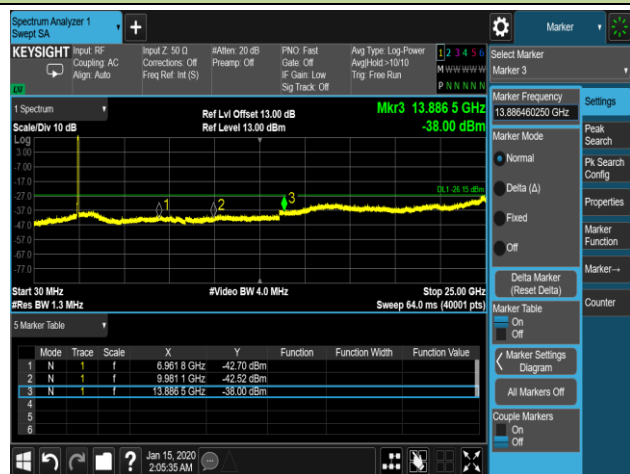 Spectrum Analyzer 1
Swept SA
Marker
KEYSIGHT
Input: RF
Coupling: AC
Align: Auto
Input Z: 50 Ω
Corrections: Off
Freq Ref: Int (S)
#Atten: 20 dB
Preamp: Off
PNO: Fast
Gate: Off
IF Gain: Low
Sig Track: Off
Avg Type: Log-Power
Avg|Hold:>10/10
Trig: Free Run
1 2 3 4 5 6
M W W W W W
P N N N N N
LXI
Select Marker
Marker 3
1 Spectrum
Scale/Div 10 dB
Log
Ref Lvl Offset 13.00 dB
Ref Level 13.00 dBm
Mkr3 13.886 5 GHz
-38.00 dBm
3.00
-7.00
-17.0
-27.0
-37.0
-47.0
-57.0
-67.0
-77.0
DL1 -26.15 dBm
1
2
3
Start 30 MHz
#Res BW 1.3 MHz
#Video BW 4.0 MHz
Stop 25.00 GHz
Sweep 64.0 ms (40001 pts)
5 Marker Table
Mode Trace Scale X Y Function Function Width Function Value
1 N 1 f 6.961 8 GHz -42.70 dBm
2 N 1 f 9.981 1 GHz -42.52 dBm
3 N 1 f 13.886 5 GHz -38.00 dBm
4
5
6
Marker Frequency
13.886460250 GHz
Marker Mode
Normal
Delta (Δ)
Fixed
Off
Delta Marker
(Reset Delta)
Marker Table
On
Off
Marker Settings
Diagram
All Markers Off
Couple Markers
On
Off
Settings
Peak
Search
Pk Search
Config
Properties
Marker
Function
Marker→
Counter
?
Jan 15, 2020
2:05:35 AM